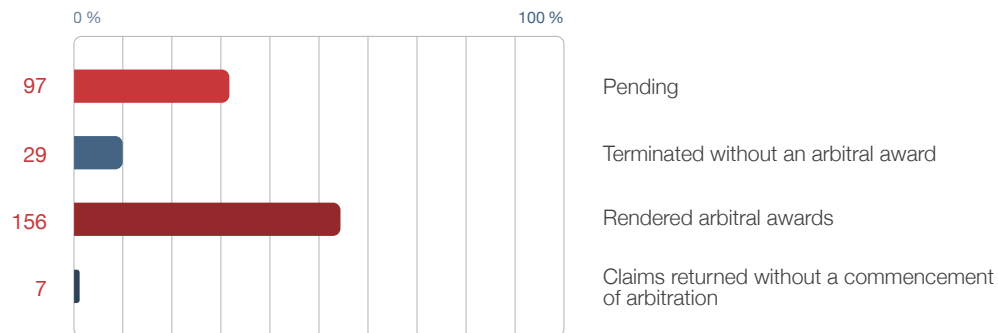 0 % 100 %
97 Pending
29 Terminated without an arbitral award
156 Rendered arbitral awards
7 Claims returned without a commencement
of arbitration